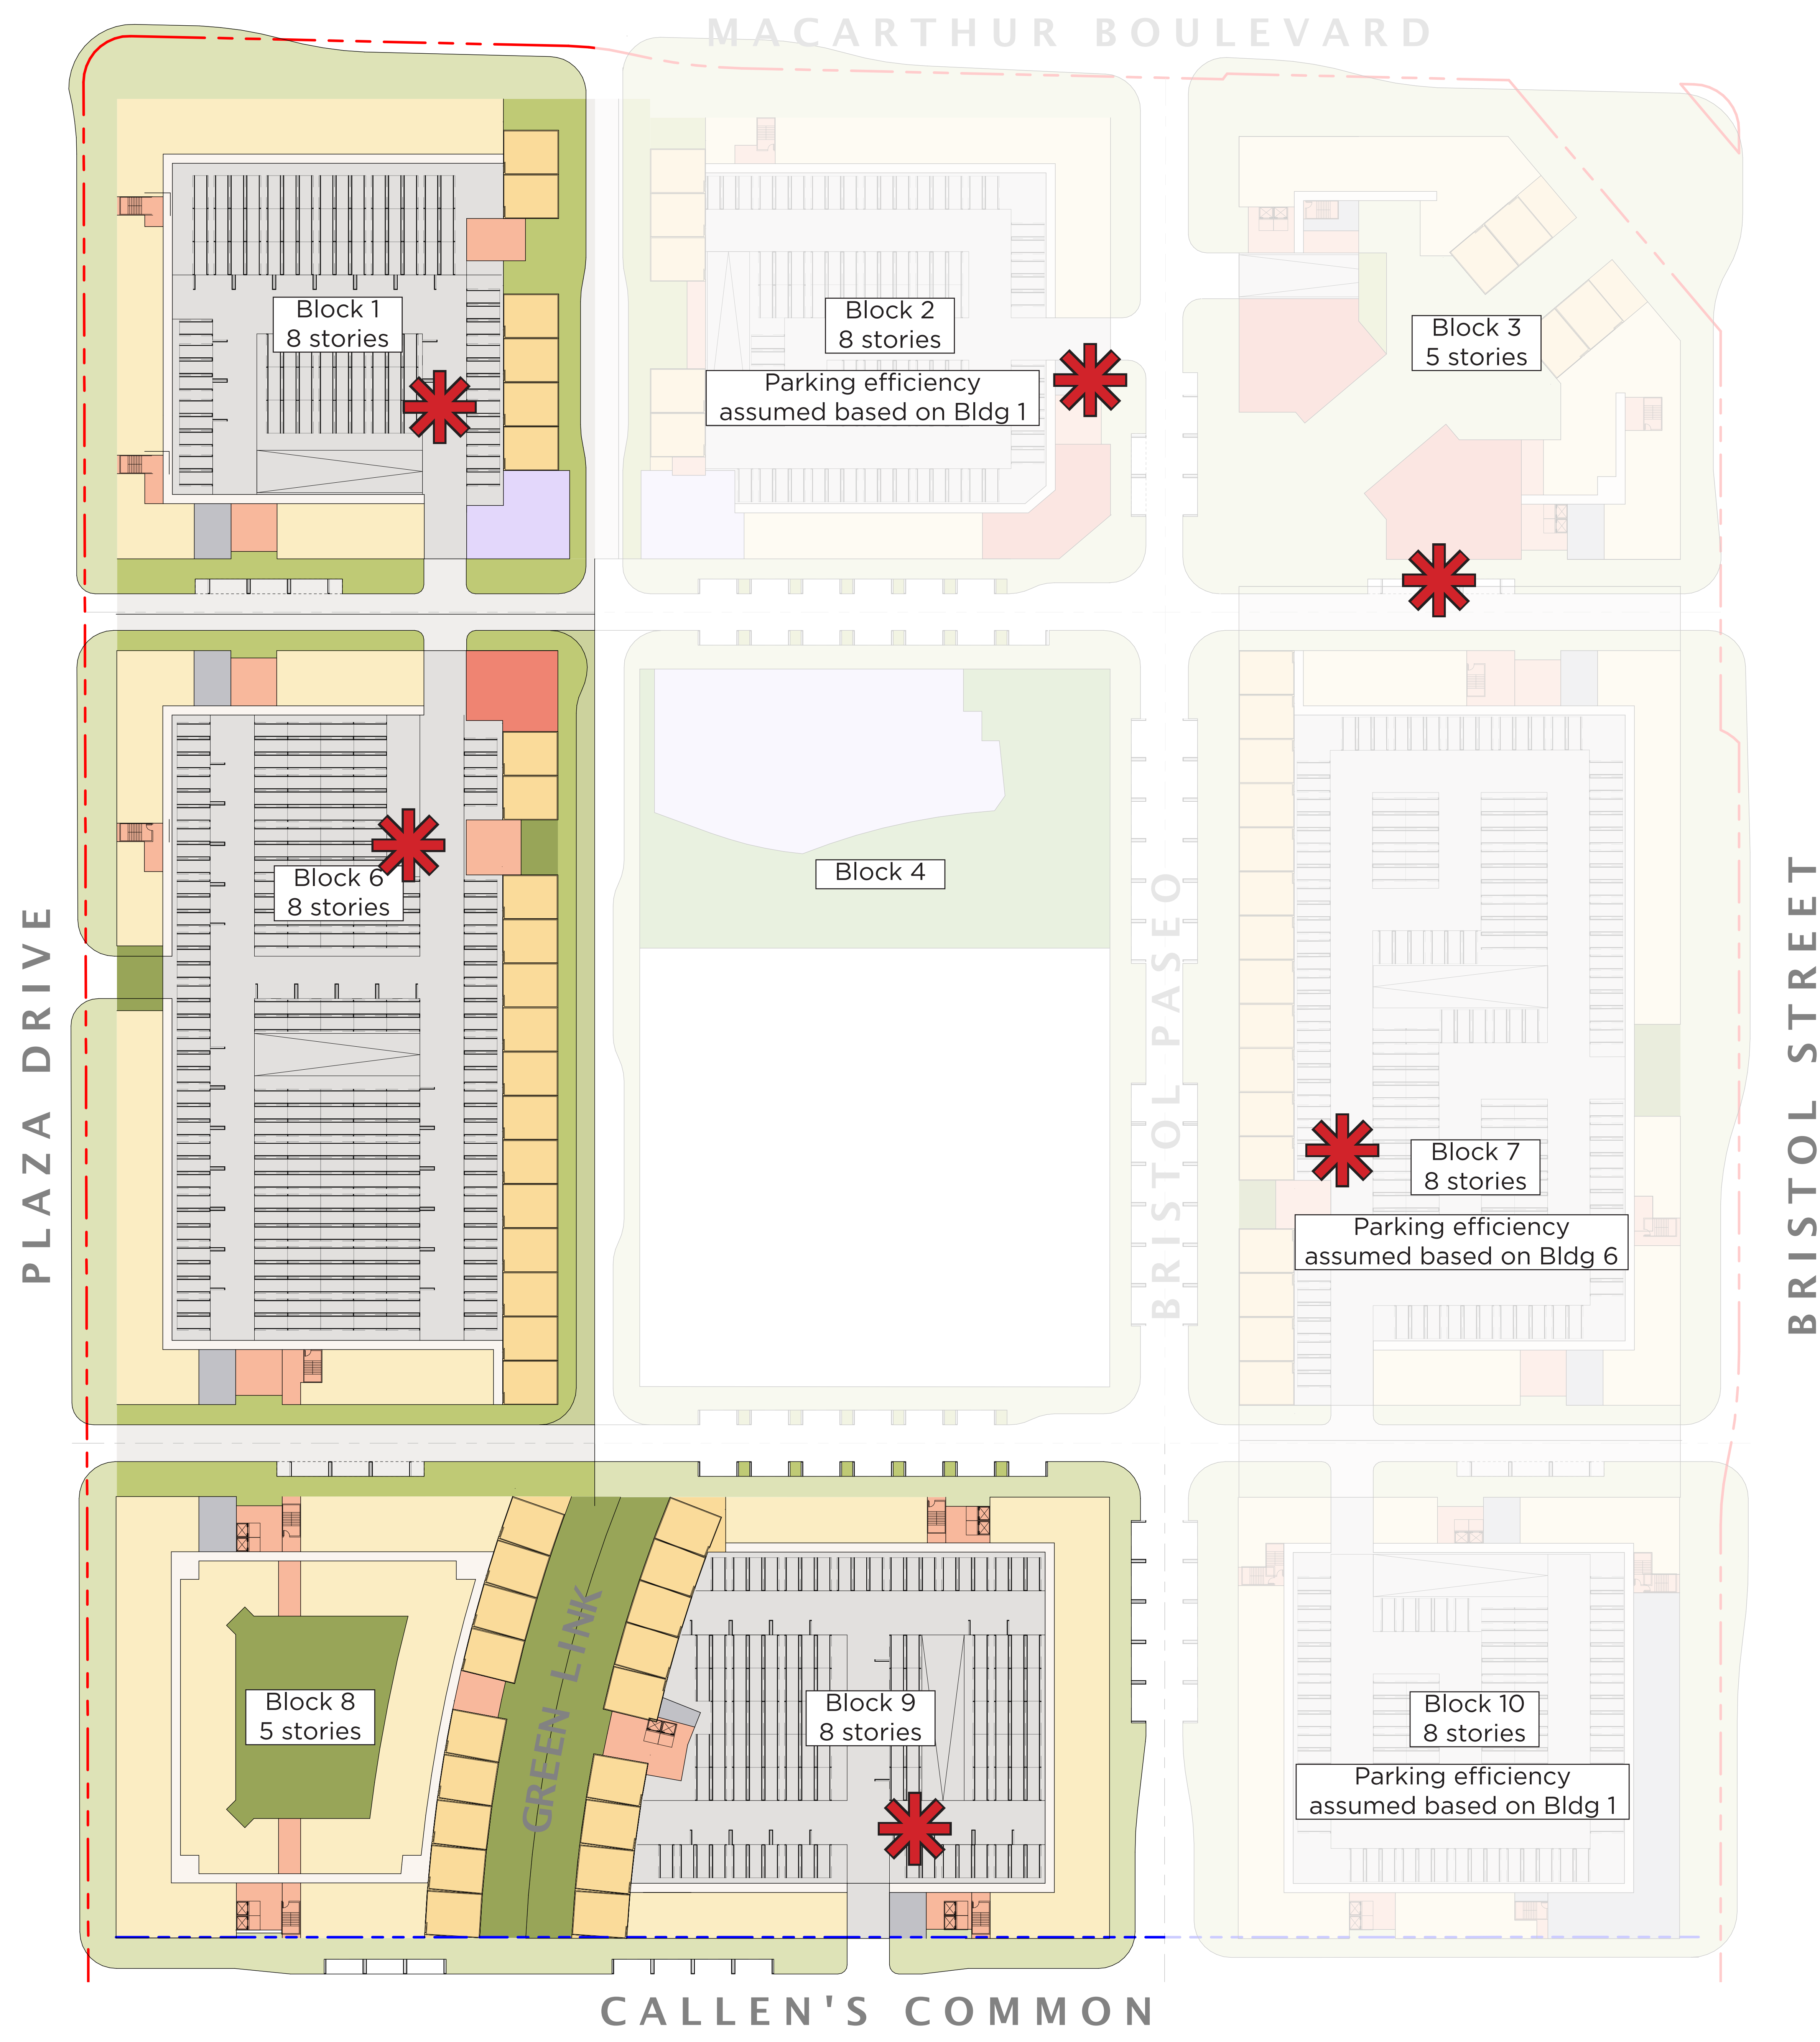 MACARTHUR BOULEVARD
Block 1
8 stories
Block 2
8 stories
Parking efficiency
assumed based on Bldg 1
Block 3
5 stories
PLAZA DRIVE
Block 6
8 stories
Block 4
BRISTOL PASEO
Block 7
8 stories
Parking efficiency
assumed based on Bldg 6
BRISTOL STREET
Block 8
5 stories
GREEN LINK
Block 9
8 stories
Block 10
8 stories
Parking efficiency
assumed based on Bldg 1
CALLEN'S COMMON